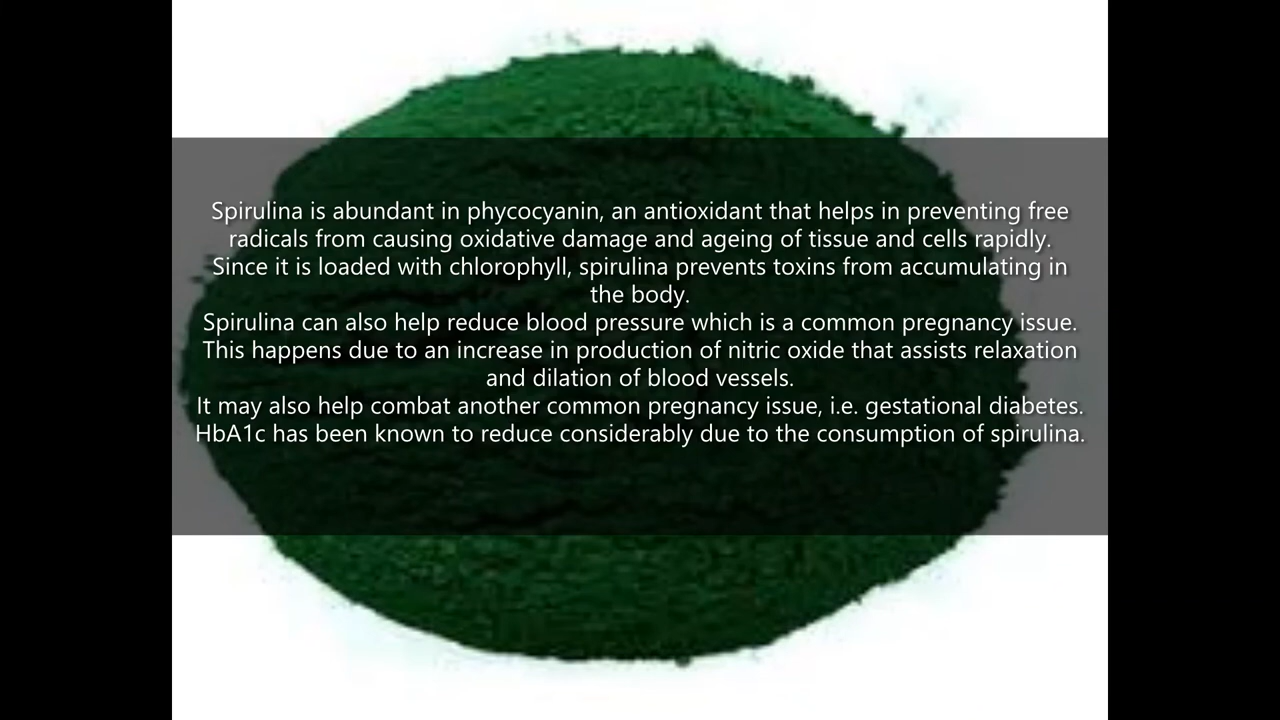 Spirulina is abundant in phycocyanin, an antioxidant that helps in preventing free
radicals from causing oxidative damage and ageing of tissue and cells rapidly.
Since it is loaded with chlorophyll, spirulina prevents toxins from accumulating in
the body.
Spirulina can also help reduce blood pressure which is a common pregnancy issue.
This happens due to an increase in production of nitric oxide that assists relaxation
and dilation of blood vessels.
It may also help combat another common pregnancy issue, i.e. gestational diabetes.
HbA1c has been known to reduce considerably due to the consumption of spirulina.